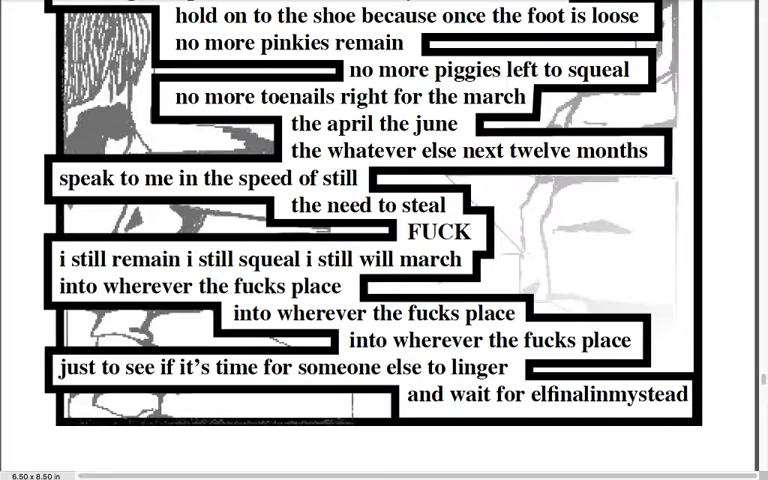 hold on to the shoe because once the foot is loose
no more pinkies remain
no more piggies left to squeal
no more toenails right for the march
the april the june
the whatever else next twelve months
speak to me in the speed of still
the need to steal
FUCK
i still remain i still squeal i still will march
into wherever the fucks place
into wherever the fucks place
into wherever the fucks place
just to see if it’s time for someone else to linger
and wait for elfinalinmystead
6.50 x 8.50 in